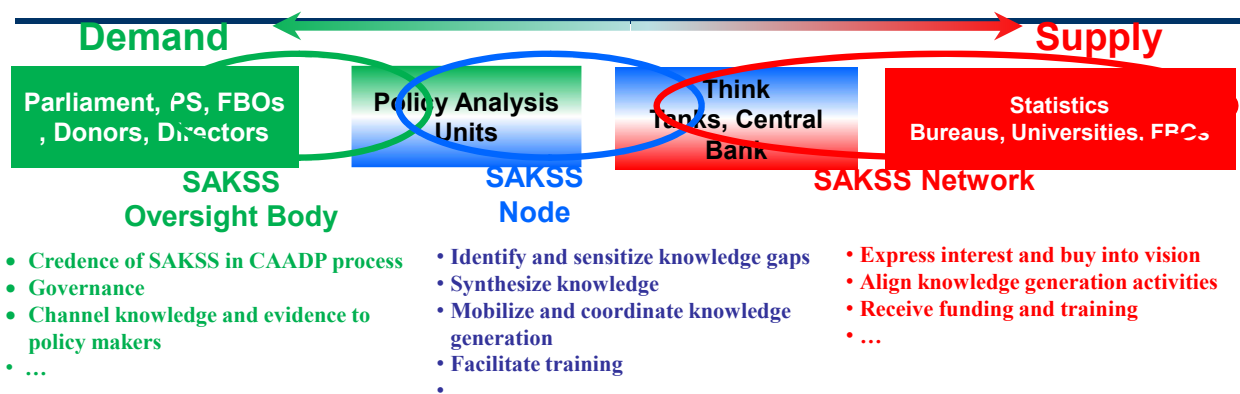 Demand
Supply
Parliament, PS, FBOs
, Donors, Directors
Policy Analysis
Units
Think
Tanks, Central
Bank
Statistics
Bureaus, Universities. FBOs
SAKSS
Oversight Body
SAKSS
Node
SAKSS Network
• Credence of SAKSS in CAADP process
• Governance
• Channel knowledge and evidence to
policy makers
• …
• Identify and sensitize knowledge gaps
• Synthesize knowledge
• Mobilize and coordinate knowledge
generation
• Facilitate training
•
• Express interest and buy into vision
• Align knowledge generation activities
• Receive funding and training
• …